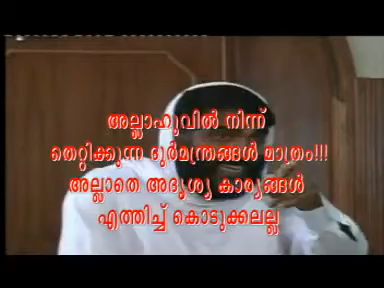 അല്ലാഹുവിൽ നിന്ന്
തെറ്റിക്കുന്ന ദുർമന്ത്രങ്ങൾ മാത്രം!!!
അല്ലാതെ അദൃശ്യ കാര്യങ്ങൾ
എത്തിച്ച് കൊടുക്കലല്ല